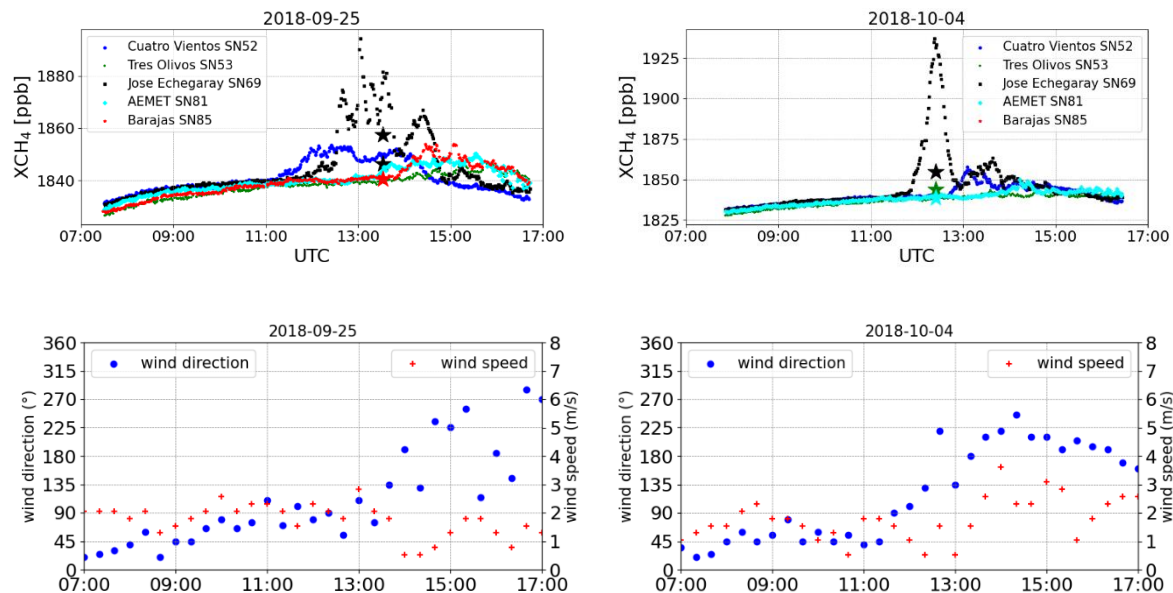 2018-09-25
XCH₄ [ppb]
1880
1860
1840
Cuatro Vientos SN52
Tres Olivos SN53
Jose Echegaray SN69
AEMET SN81
Barajas SN85
07:00 09:00 11:00 13:00 15:00 17:00
UTC
2018-10-04
XCH₄ [ppb]
1925
1900
1875
1850
1825
Cuatro Vientos SN52
Tres Olivos SN53
Jose Echegaray SN69
AEMET SN81
Barajas SN85
07:00 09:00 11:00 13:00 15:00 17:00
UTC
2018-09-25
wind direction (°)
360
315
270
225
180
135
90
45
0
wind direction
wind speed
8
7
6
5
4
3
2
1
0
wind speed (m/s)
07:00 09:00 11:00 13:00 15:00 17:00
2018-10-04
wind direction (°)
360
315
270
225
180
135
90
45
0
wind direction
wind speed
8
7
6
5
4
3
2
1
0
wind speed (m/s)
07:00 09:00 11:00 13:00 15:00 17:00